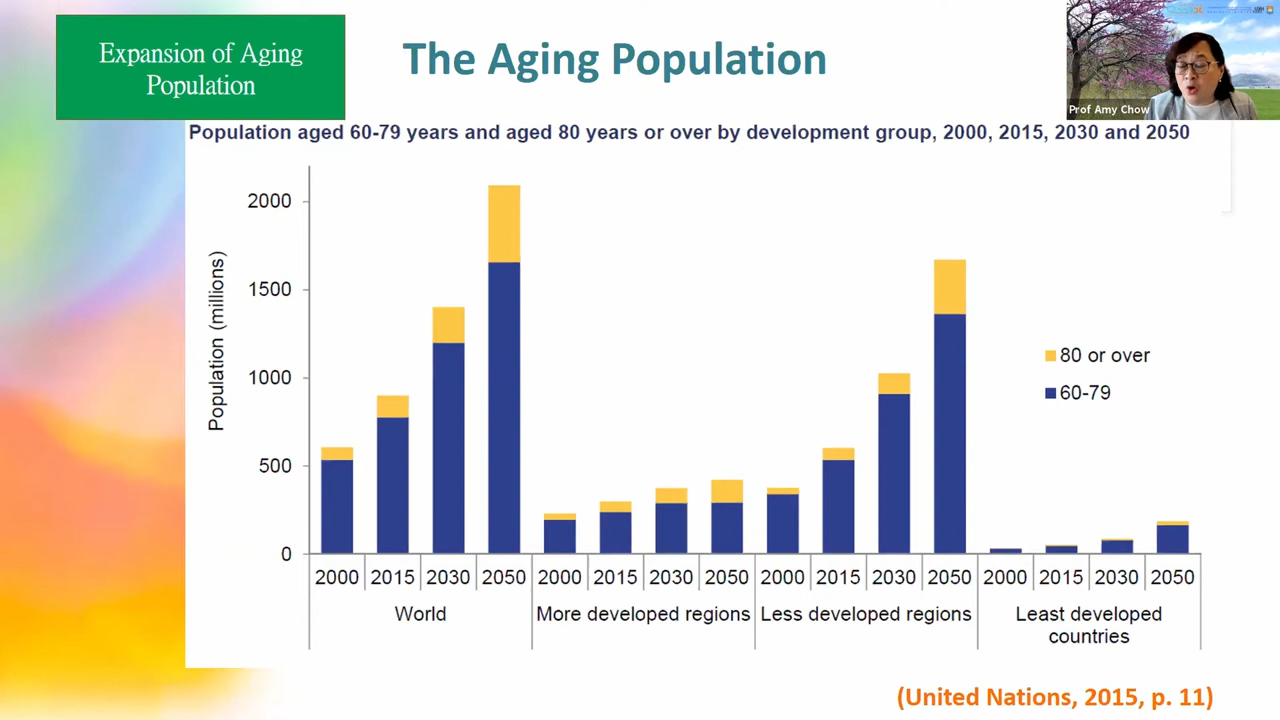 Expansion of Aging
Population
The Aging Population
Prof Amy Chow
Population aged 60-79 years and aged 80 years or over by development group, 2000, 2015, 2030 and 2050
Population (millions)
2000
1500
1000
500
0
80 or over
60-79
2000 2015 2030 2050 2000 2015 2030 2050 2000 2015 2030 2050 2000 2015 2030 2050
World More developed regions Less developed regions Least developed
countries
(United Nations, 2015, p. 11)